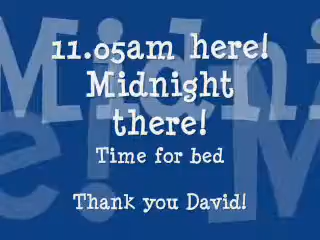 11.05am here!
Midnight
there!
Time for bed
Thank you David!